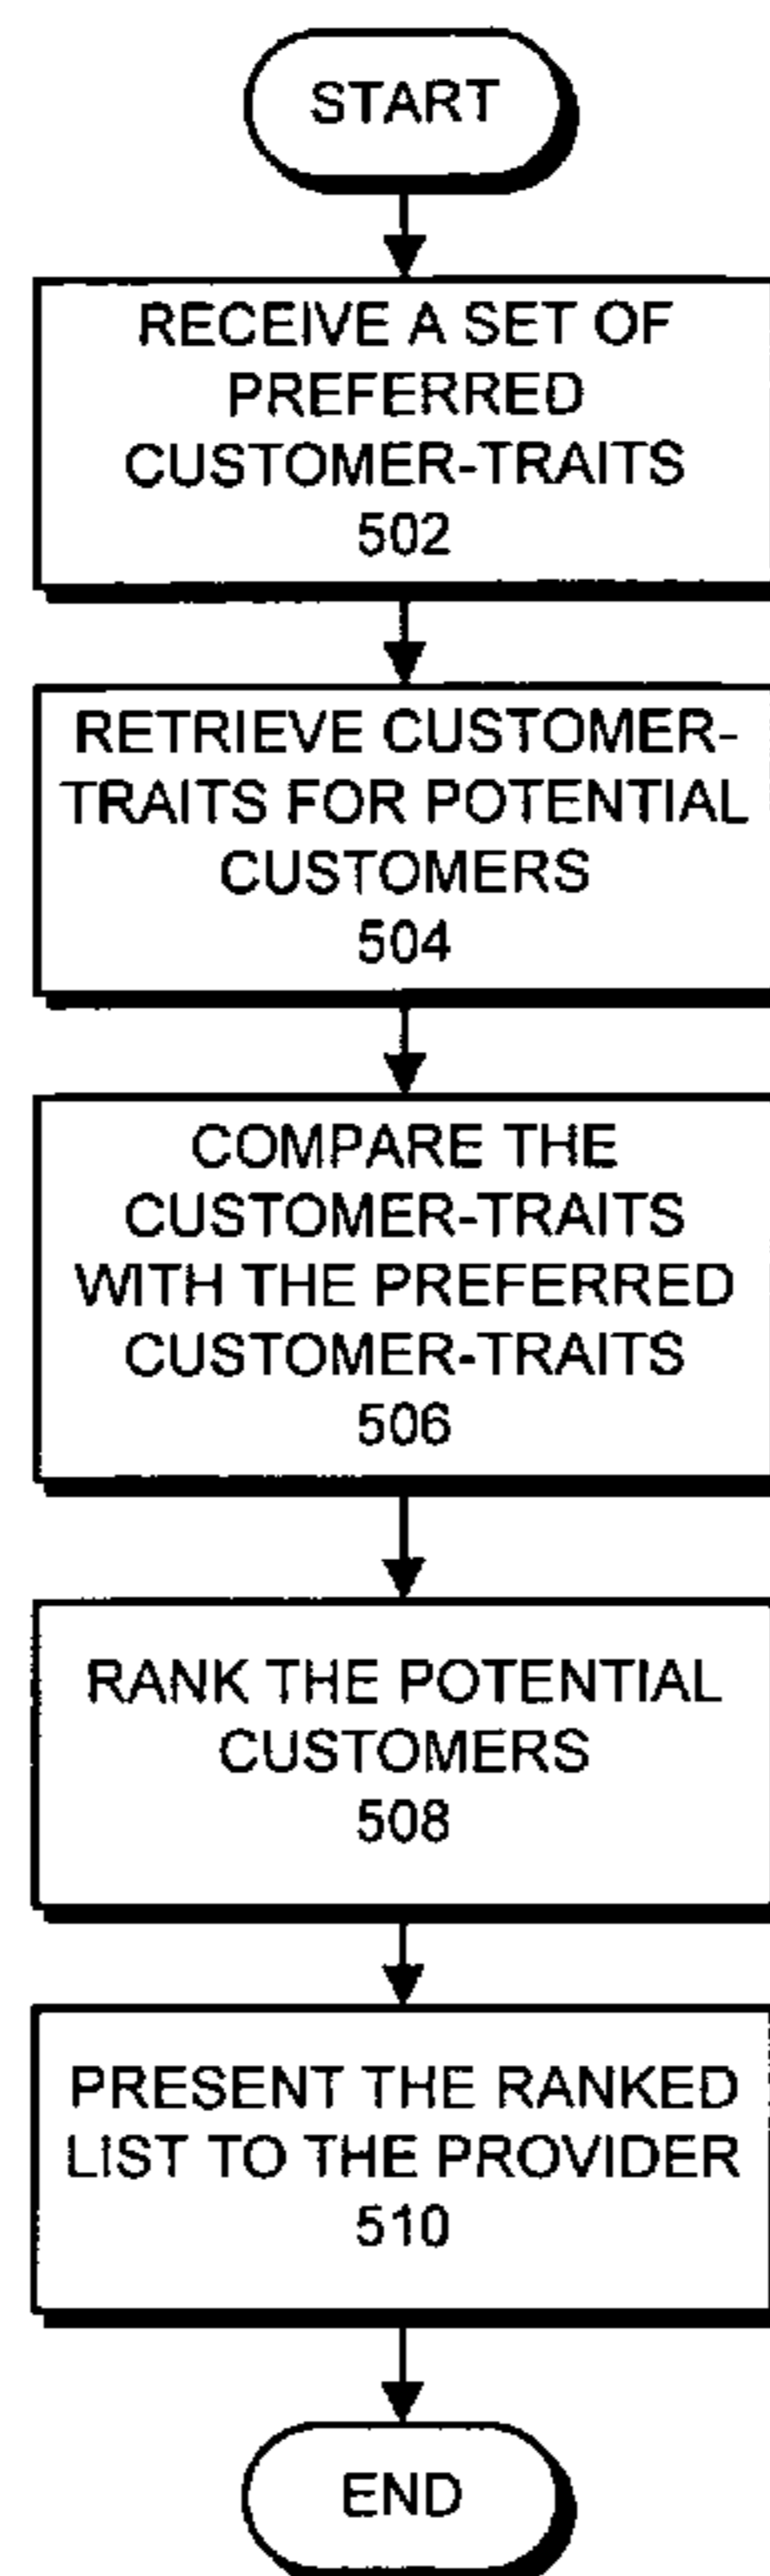 START
RECEIVE A SET OF
PREFERRED
CUSTOMER-TRAITS
502
RETRIEVE CUSTOMER-
TRAITS FOR POTENTIAL
CUSTOMERS
504
COMPARE THE
CUSTOMER-TRAITS
WITH THE PREFERRED
CUSTOMER-TRAITS
506
RANK THE POTENTIAL
CUSTOMERS
508
PRESENT THE RANKED
LIST TO THE PROVIDER
510
END